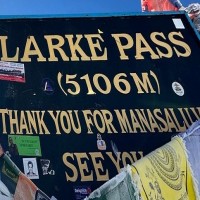 LARKE PASS
(5106M)
THANK YOU FOR MANASALU
SEE YOU